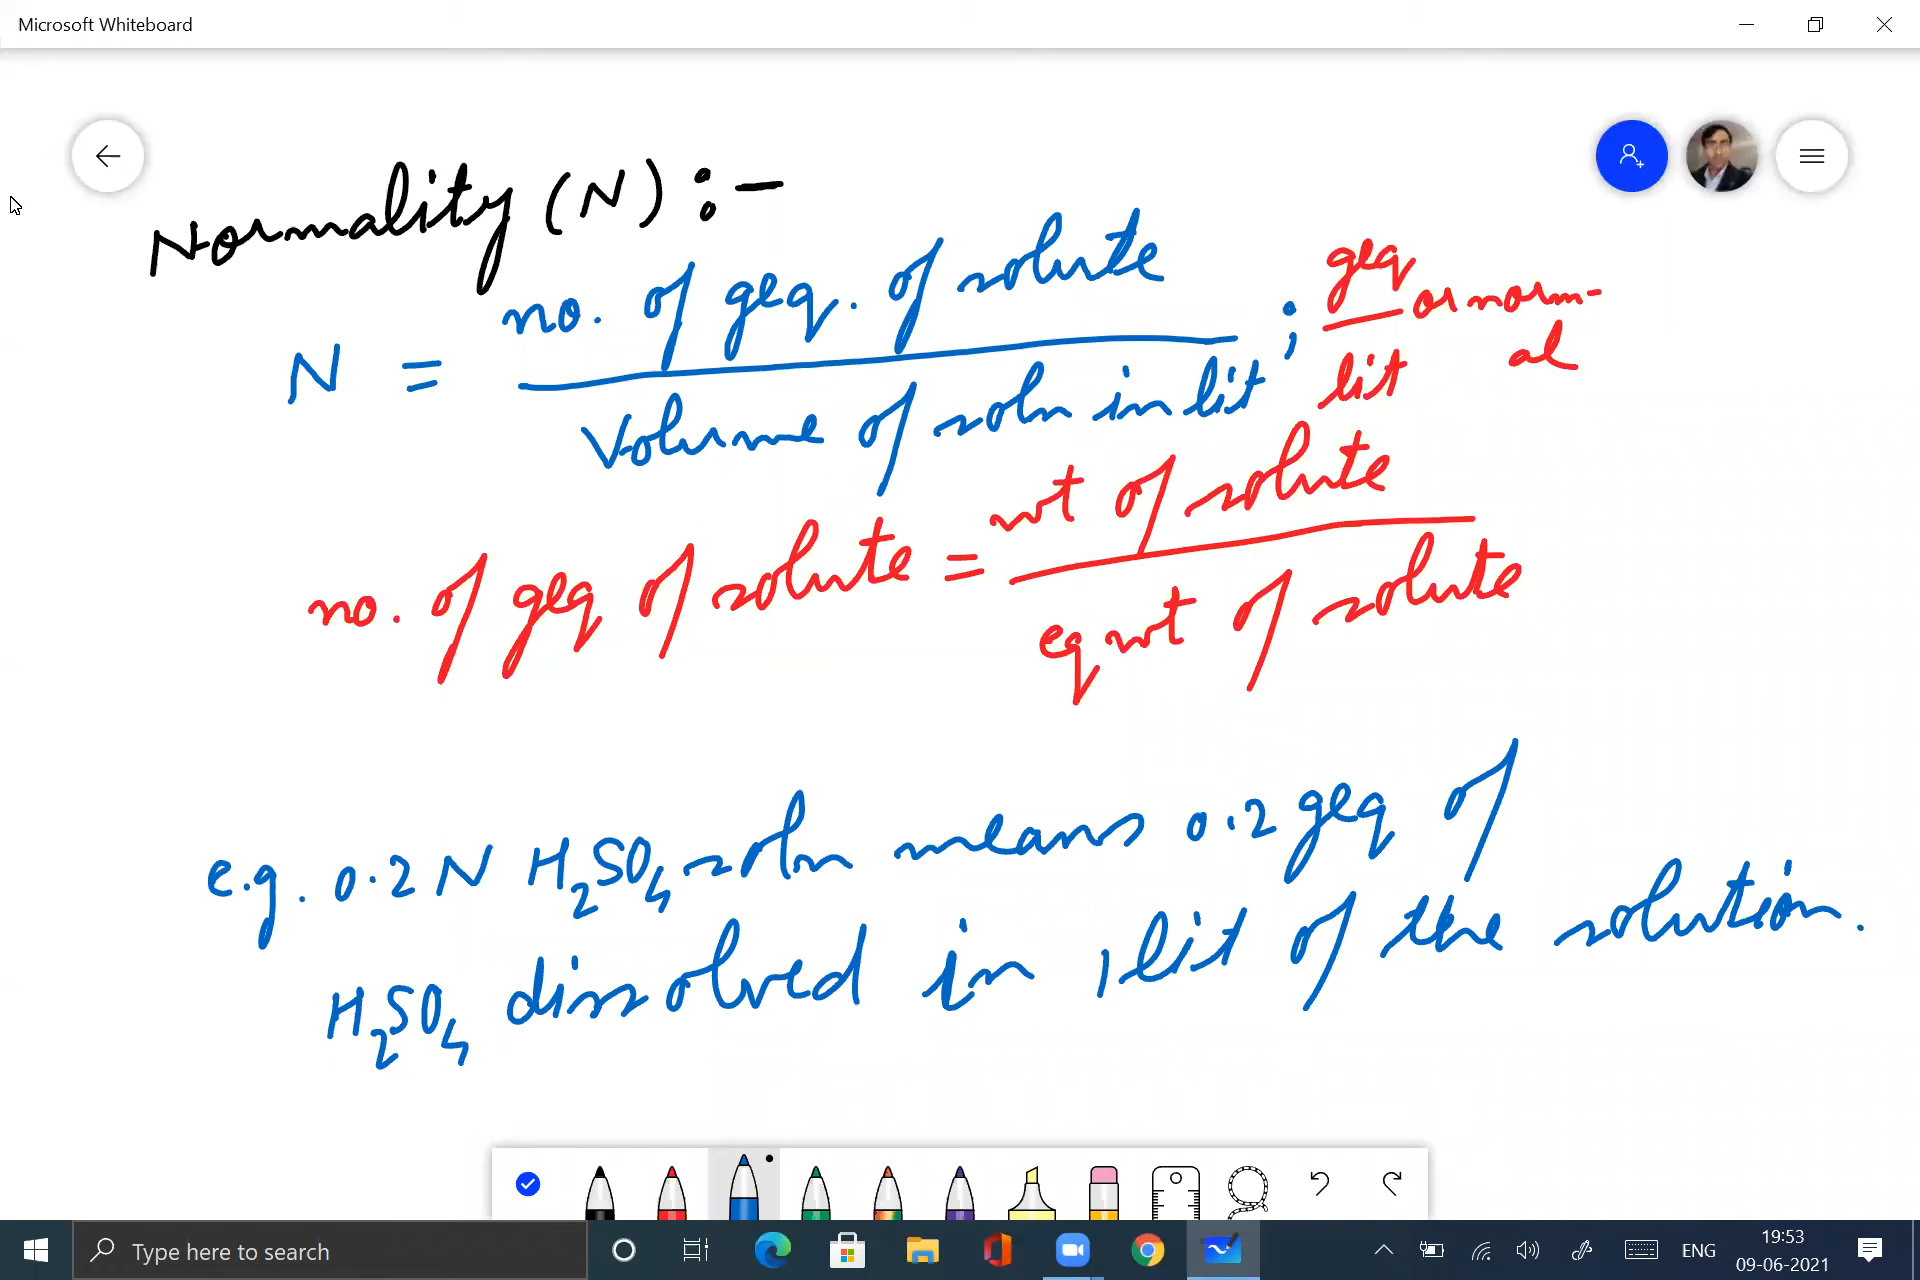 Microsoft Whiteboard
Normality (N) :-
N = no. of geq. of solute / Volume of soln in lit ; geq / lit or norm-
al
no. of geq of solute = wt of solute / eq wt of solute
e.g. 0.2 N H₂SO₄ soln means 0.2 geq of
H₂SO₄ dissolved in 1 lit of the solution.
Type here to search
ENG
19:53
09-06-2021